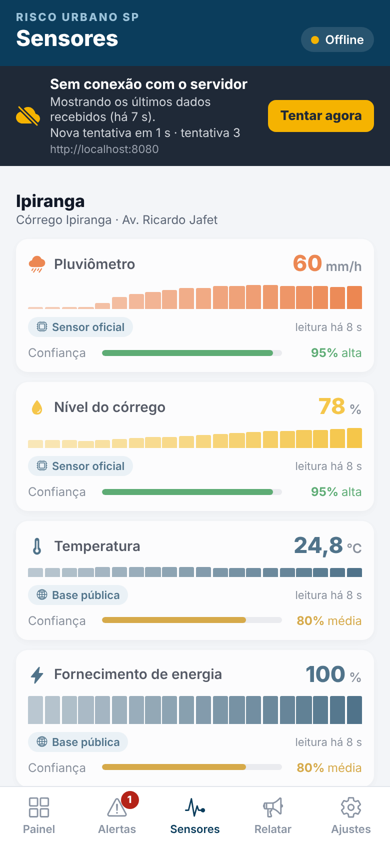 RISCO URBANO SP
Sensores
Offline
Sem conexão com o servidor
Mostrando os últimos dados
recebidos (há 7 s).
Nova tentativa em 1 s · tentativa 3
http://localhost:8080
Tentar agora
Ipiranga
Córrego Ipiranga · Av. Ricardo Jafet
Pluviômetro
60 mm/h
Sensor oficial
leitura há 8 s
Confiança
95% alta
Nível do córrego
78 %
Sensor oficial
leitura há 8 s
Confiança
95% alta
Temperatura
24,8 °C
Base pública
leitura há 8 s
Confiança
80% média
Fornecimento de energia
100 %
Base pública
leitura há 8 s
Confiança
80% média
1
Painel
Alertas
Sensores
Relatar
Ajustes